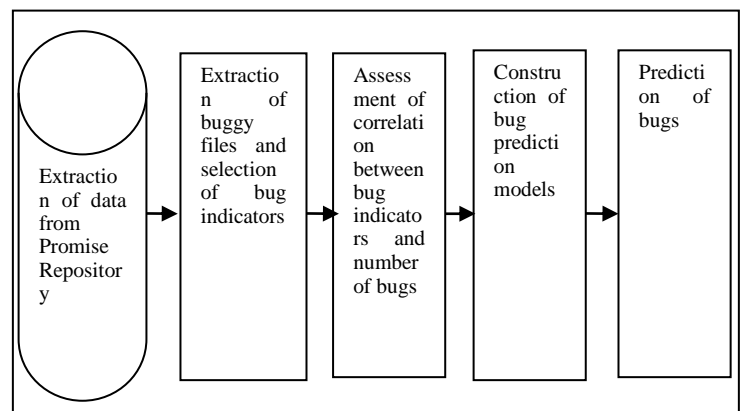 Extractio
n of data
from
Promise
Repositor
y
Extractio
n of
buggy
files and
selection
of bug
indicators
Assess
ment of
correlati
on
between
bug
indicato
rs and
number
of bugs
Constru
ction of
bug
predicti
on
models
Predicti
on of
bugs